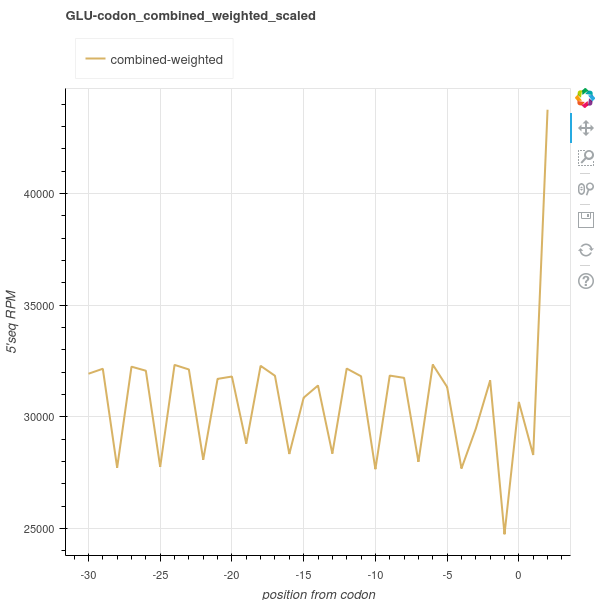 GLU-codon_combined_weighted_scaled
combined-weighted
40000
35000
30000
25000
5'seq RPM
-30 -25 -20 -15 -10 -5 0
position from codon